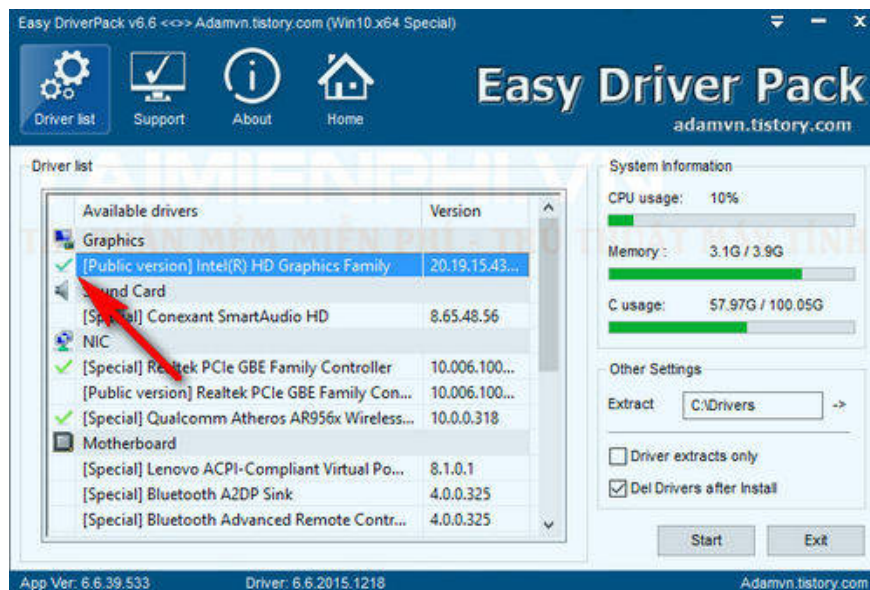 Easy DriverPack v6.6 <<>> Adamvn.tistory.com (Win10.x64 Special)
Driver list
Support
About
Home
Easy Driver Pack
adamvn.tistory.com
Driver list
Available drivers Version
Graphics
[Public version] Intel(R) HD Graphics Family 20.19.15.43...
Sound Card
[Special] Conexant SmartAudio HD 8.65.48.56
NIC
[Special] Realtek PCIe GBE Family Controller 10.006.100...
[Public version] Realtek PCIe GBE Family Con... 10.006.100...
[Special] Qualcomm Atheros AR956x Wireless... 10.0.0.318
Motherboard
[Special] Lenovo ACPI-Compliant Virtual Po... 8.1.0.1
[Special] Bluetooth A2DP Sink 4.0.0.325
[Special] Bluetooth Advanced Remote Contr... 4.0.0.325
System Information
CPU usage: 10%
Memory : 3.1G / 3.9G
C usage: 57.97G / 100.05G
Other Settings
Extract C:\Drivers ->
Driver extracts only
Del Drivers after Install
Start Exit
App Ver: 6.6.39.533 Driver: 6.6.2015.1218 Adamvn.tistory.com